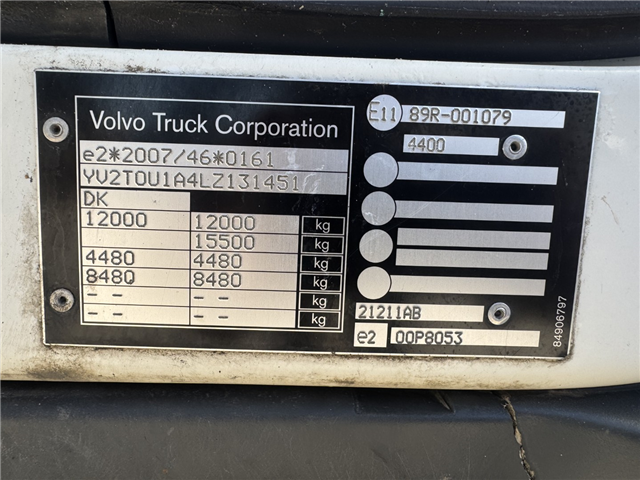 Volvo Truck Corporation
e2*2007/46*0161
YV2T0U1A4LZ131451
DK
12000 12000 kg
15500 kg
4480 4480 kg
8480 8480 kg
-- -- kg
-- -- kg
E11 89R-001079
4400
21211AB
e2 00P8053
84906797